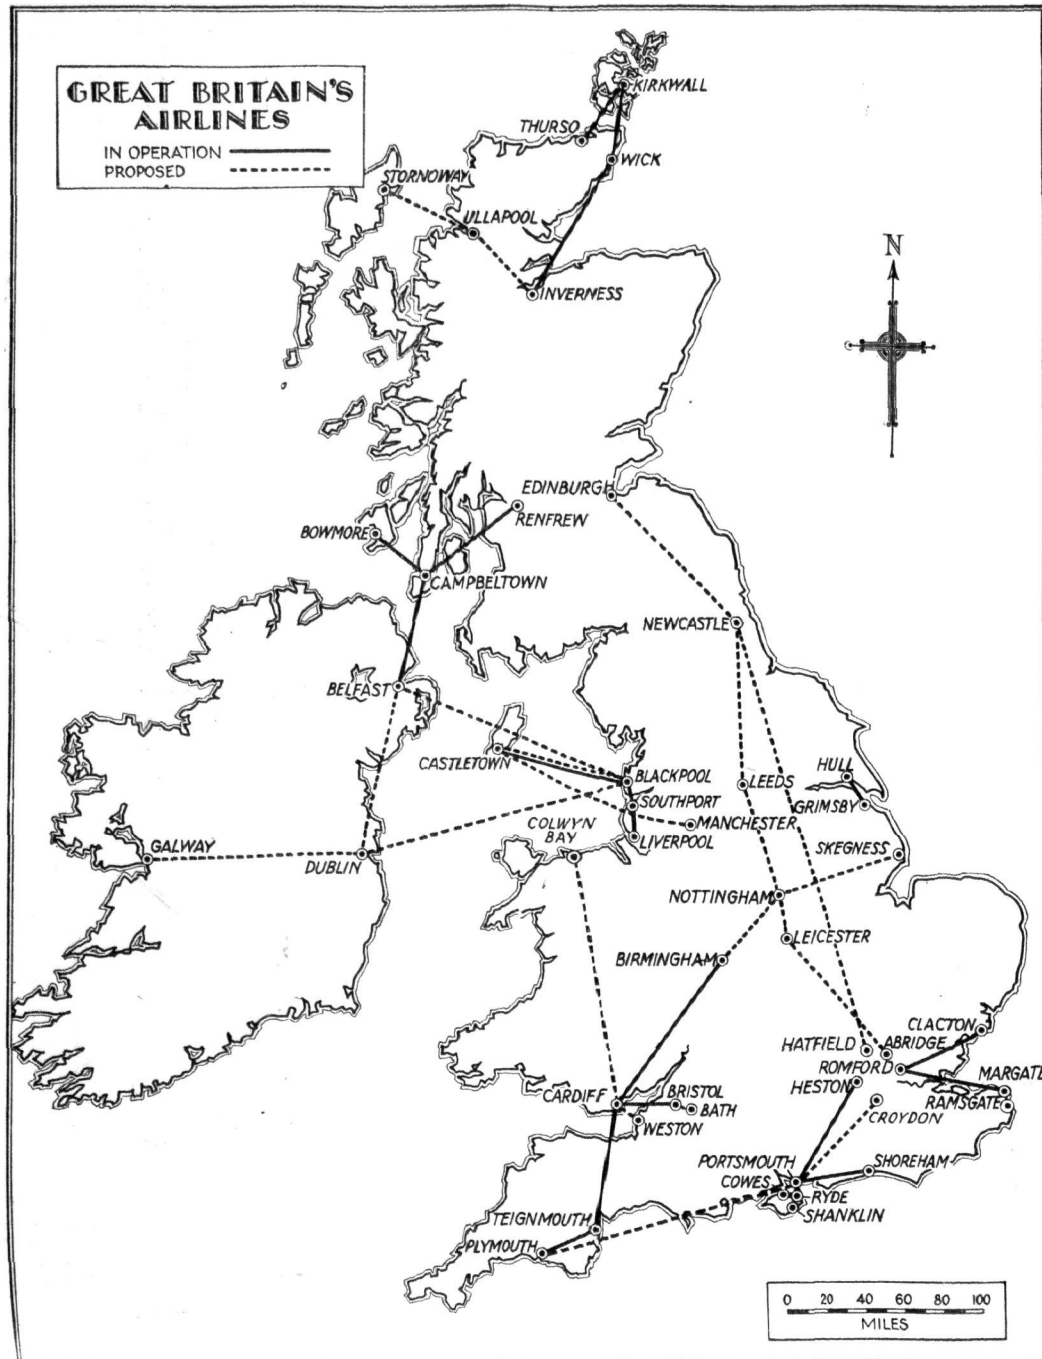 GREAT BRITAIN'S
AIRLINES
IN OPERATION
PROPOSED
KIRKWALL
THURSO
WICK
STORNOWAY
ULLAPOOL
N
INVERNESS
EDINBURGH
RENFREW
BOWMORE
CAMPBELTOWN
NEWCASTLE
BELFAST
CASTLETOWN
BLACKPOOL
HULL
LEEDS
SOUTHPORT
GRIMSBY
MANCHESTER
COLWYN
BAY
LIVERPOOL
GALWAY
DUBLIN
SKEGNESS
NOTTINGHAM
LEICESTER
BIRMINGHAM
CLACTON
HATFIELD
ABRIDGE
ROMFORD
HESTON
MARGATE
RAMSGATE
CROYDON
CARDIFF
BRISTOL
BATH
WESTON
PORTSMOUTH
SHOREHAM
COWES
RYDE
SHANKLIN
TEIGNMOUTH
PLYMOUTH
0 20 40 60 80 100
MILES